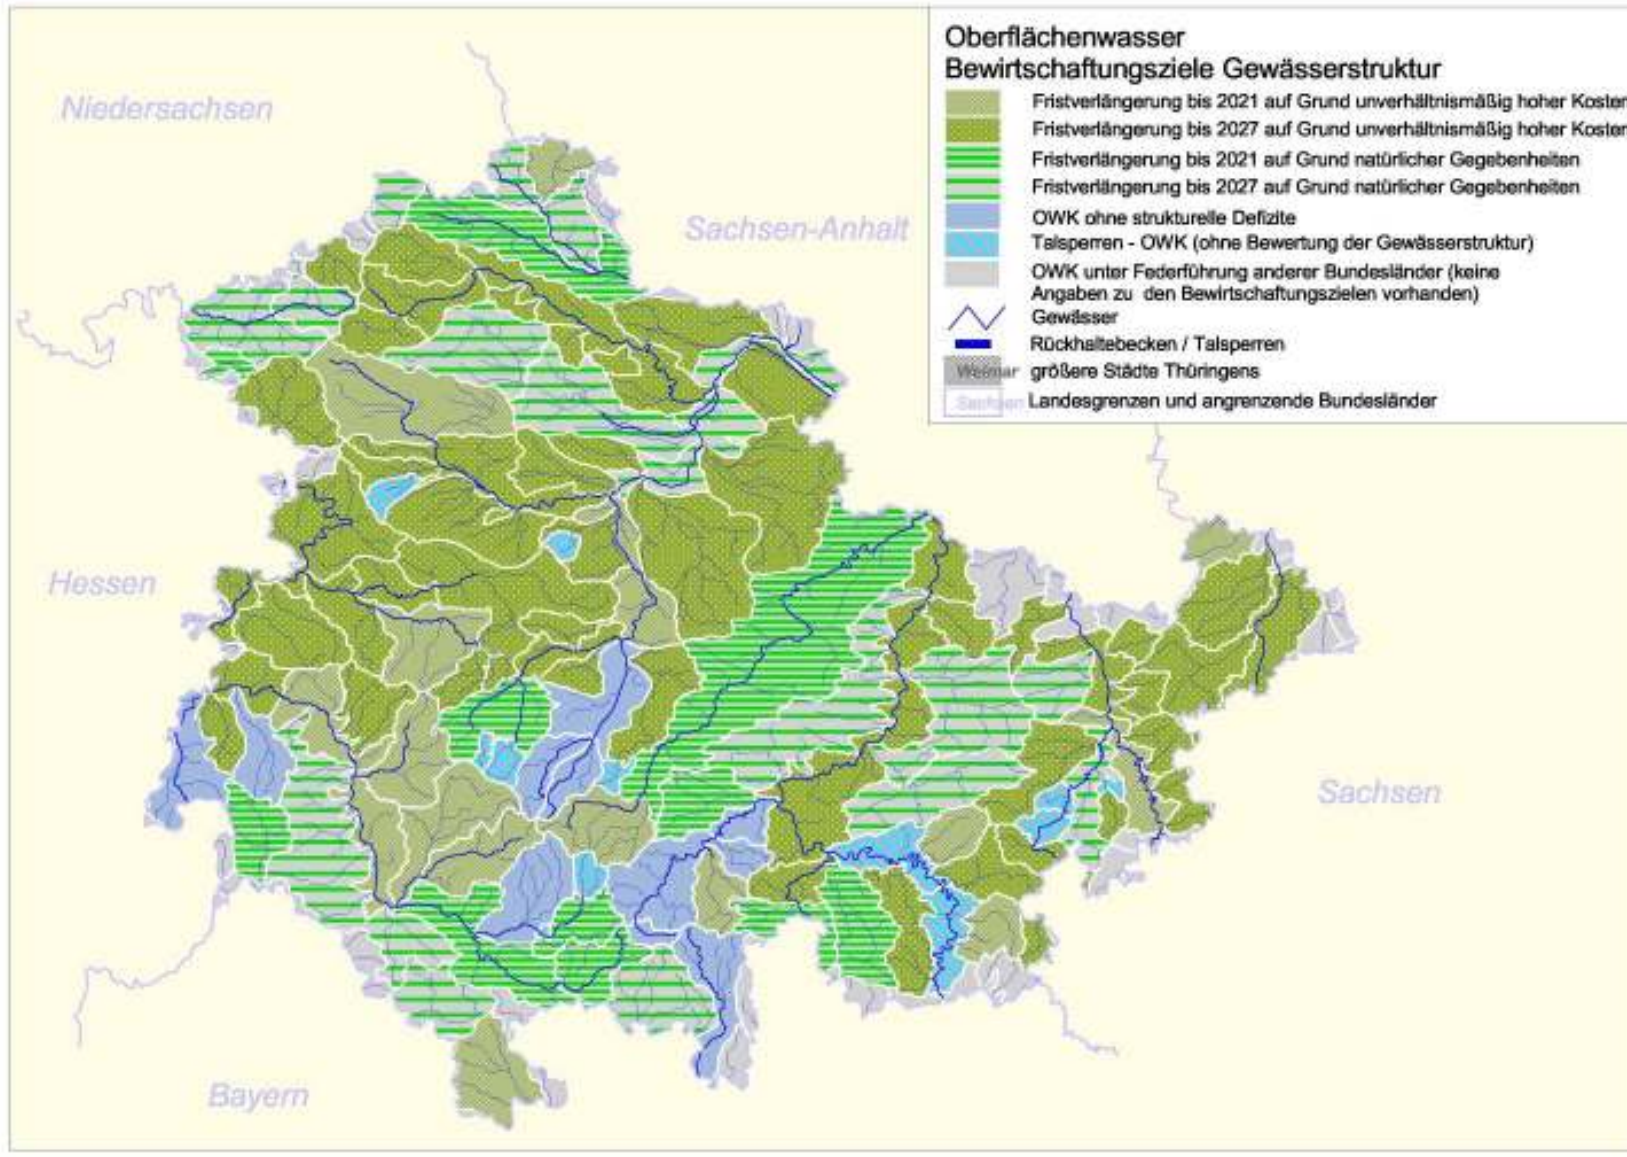 Oberflächenwasser
Bewirtschaftungsziele Gewässerstruktur
Fristverlängerung bis 2021 auf Grund unverhältnismäßig hoher Koster
Fristverlängerung bis 2027 auf Grund unverhältnismäßig hoher Koster
Fristverlängerung bis 2021 auf Grund natürlicher Gegebenheiten
Fristverlängerung bis 2027 auf Grund natürlicher Gegebenheiten
OWK ohne strukturelle Defizite
Talsperren - OWK (ohne Bewertung der Gewässerstruktur)
OWK unter Federführung anderer Bundesländer (keine
Angaben zu den Bewirtschaftungszielen vorhanden)
Gewässer
Rückhaltebecken / Talsperren
Weimar größere Städte Thüringens
Sachsen Landesgrenzen und angrenzende Bundesländer
Niedersachsen
Sachsen-Anhalt
Hessen
Sachsen
Bayern